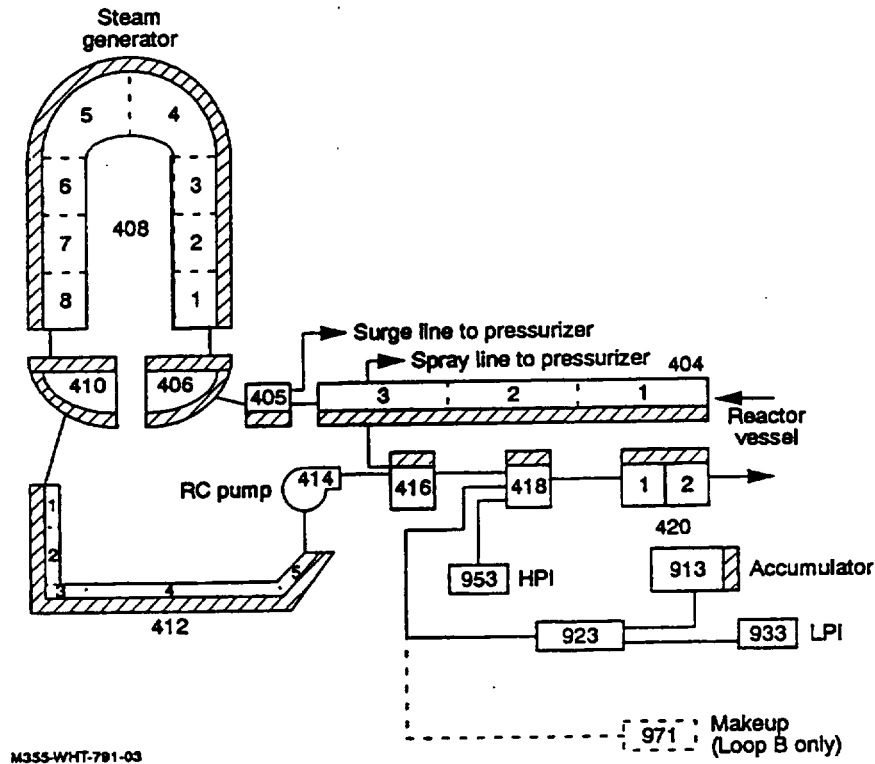 Steam
generator
5 4
6 3
408
7 2
8 1
Surge line to pressurizer
Spray line to pressurizer
404
410 406 405 3 2 1
Reactor
vessel
RC pump
414
416 418 1 2
420
1
2
3 4 5
412
953 HPI
913 Accumulator
923 933 LPI
971 Makeup
(Loop B only)
M355-WHT-791-03